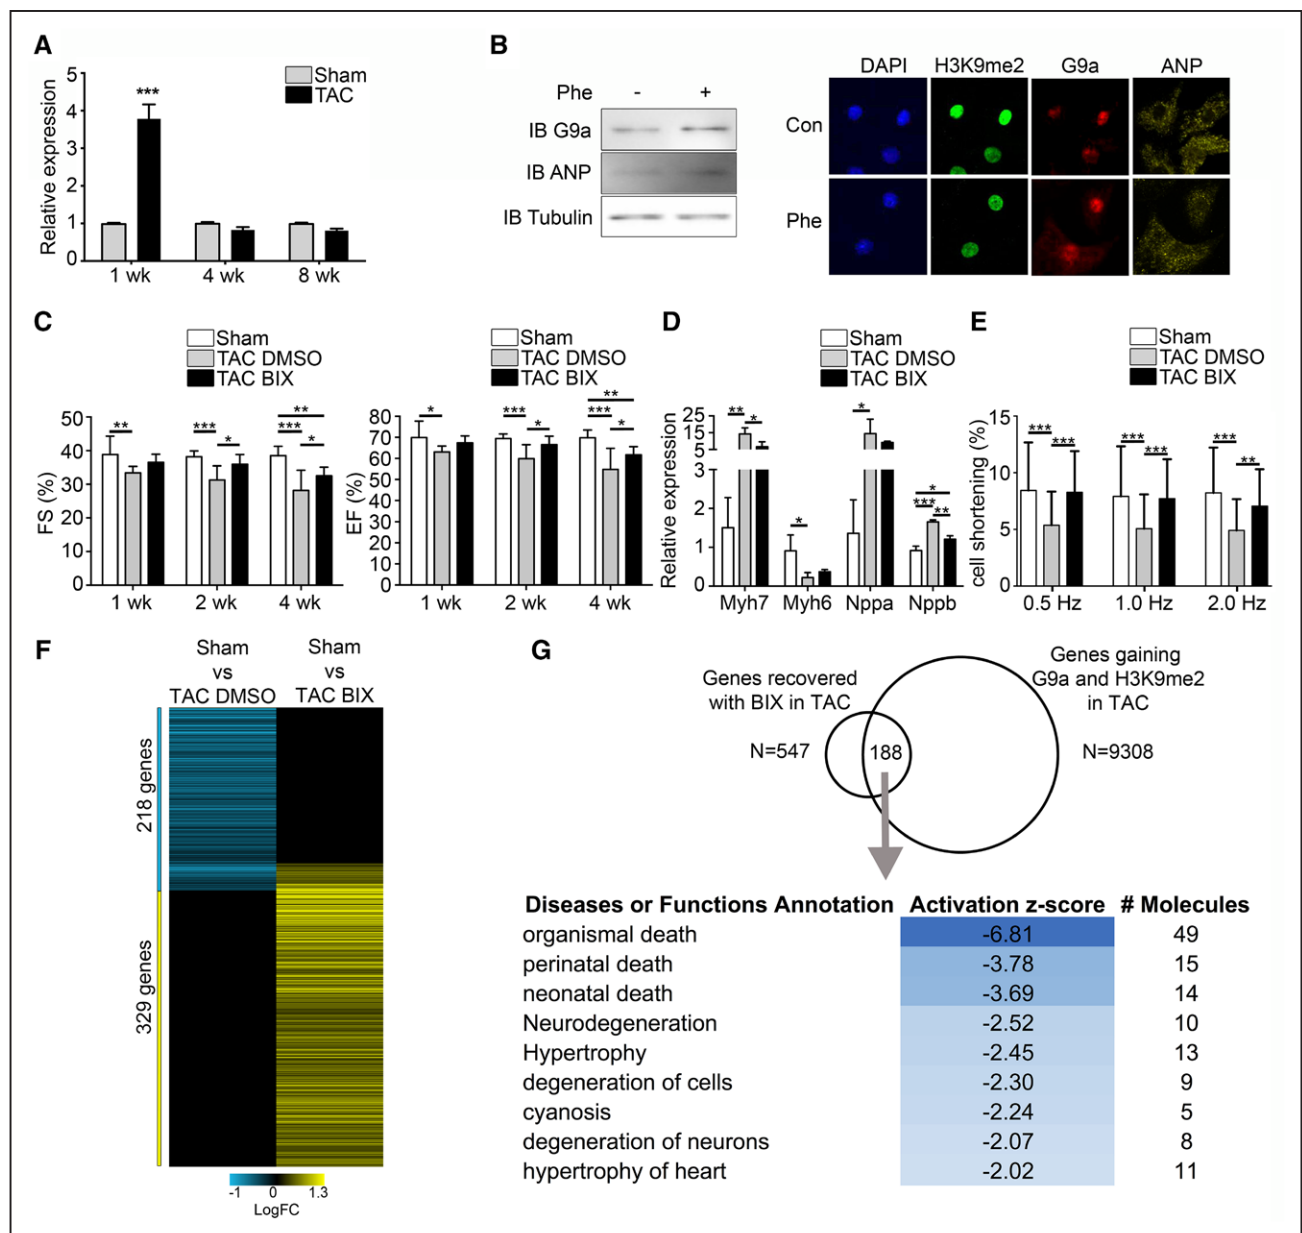 A
Relative expression
5
4
3
2
1
0
***
Sham
TAC
1 wk
4 wk
8 wk
B
Phe - +
IB G9a
IB ANP
IB Tubulin
DAPI H3K9me2 G9a ANP
Con
Phe
C
Sham
TAC DMSO
TAC BIX
FS (%)
50
40
30
20
10
0
**
***
*
**
***
*
1 wk
2 wk
4 wk
Sham
TAC DMSO
TAC BIX
EF (%)
80
70
60
50
40
30
20
10
0
*
***
*
**
***
*
1 wk
2 wk
4 wk
D
Sham
TAC DMSO
TAC BIX
Relative expression
25
15
5
3
2
1
0
**
*
*
*
*
***
**
Myh7
Myh6
Nppa
Nppb
E
Sham
TAC DMSO
TAC BIX
cell shortening (%)
15
10
5
0
***
***
***
***
***
**
0.5 Hz
1.0 Hz
2.0 Hz
F
Sham
vs
TAC DMSO
Sham
vs
TAC BIX
218 genes
329 genes
-1 0 1.3
LogFC
G
Genes recovered
with BIX in TAC
N=547
188
Genes gaining
G9a and H3K9me2
in TAC
N=9308
Diseases or Functions Annotation Activation z-score # Molecules
organismal death -6.81 49
perinatal death -3.78 15
neonatal death -3.69 14
Neurodegeneration -2.52 10
Hypertrophy -2.45 13
degeneration of cells -2.30 9
cyanosis -2.24 5
degeneration of neurons -2.07 8
hypertrophy of heart -2.02 11